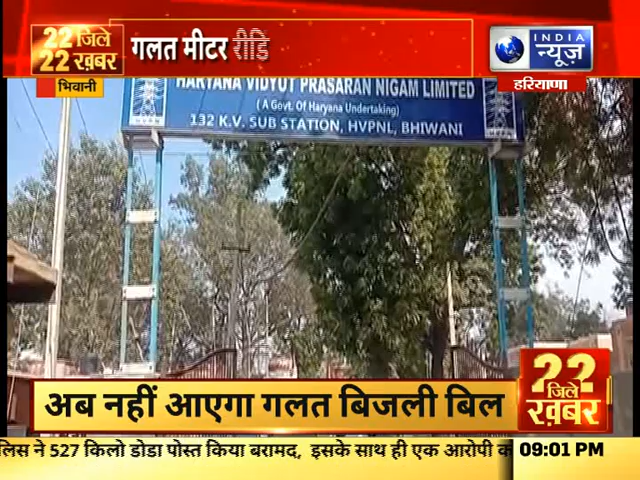 22 जिले
22 ख़बर
गलत मीटर रीडिं
INDIA
न्यूज़
हरियाणा
भिवानी
HARYANA VIDYUT PRASARAN NIGAM LIMITED
(A Govt. Of Haryana Undertaking)
132 K.V. SUB STATION, HVPNL, BHIWANI
अब नहीं आएगा गलत बिजली बिल
22
जिले
ख़बर
लिस ने 527 किलो डोडा पोस्त किया बरामद, इसके साथ ही एक आरोपी क
09:01 PM